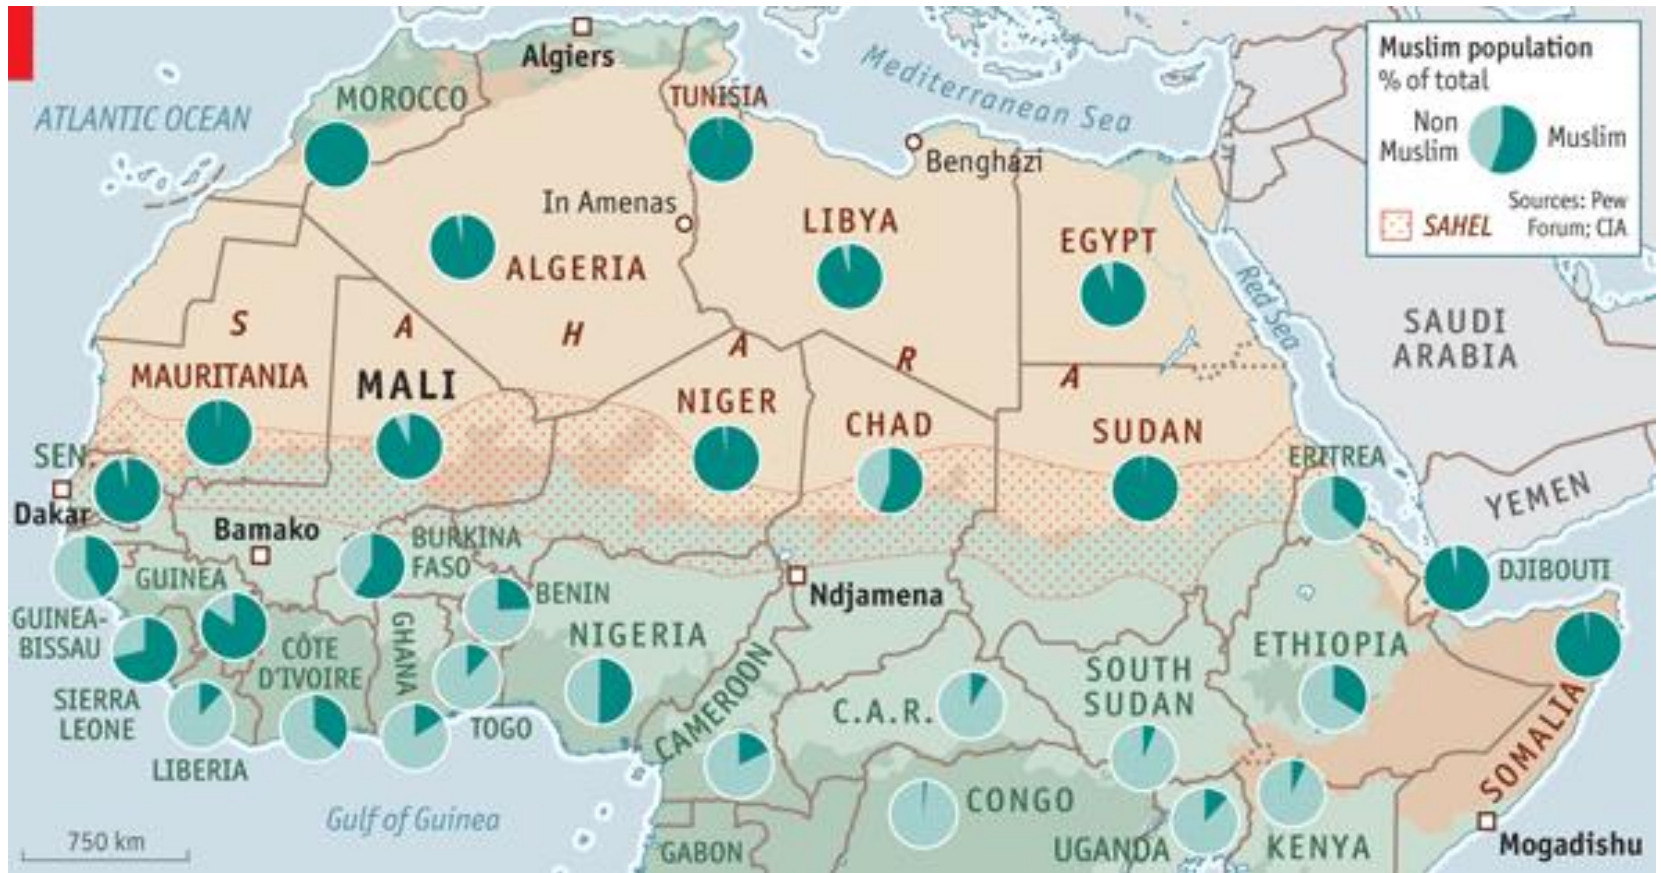 Muslim population
% of total
Non
Muslim
Muslim
SAHEL
Sources: Pew
Forum; CIA
Algiers
MOROCCO
TUNISIA
Mediterranean Sea
ATLANTIC OCEAN
Benghazi
In Amenas
LIBYA
EGYPT
ALGERIA
Red Sea
SAUDI
ARABIA
S A H A R A
MAURITANIA
MALI
NIGER
CHAD
SUDAN
SEN.
ERITREA
YEMEN
Dakar
Bamako
BURKINA
FASO
GUINEA
BENIN
Ndjamena
DJIBOUTI
GUINEA-
BISSAU
CÔTE
D'IVOIRE
GHANA
NIGERIA
CAMEROON
ETHIOPIA
SOUTH
SUDAN
SIERRA
LEONE
TOGO
C.A.R.
LIBERIA
SOMALIA
Gulf of Guinea
CONGO
750 km
GABON
UGANDA
KENYA
Mogadishu